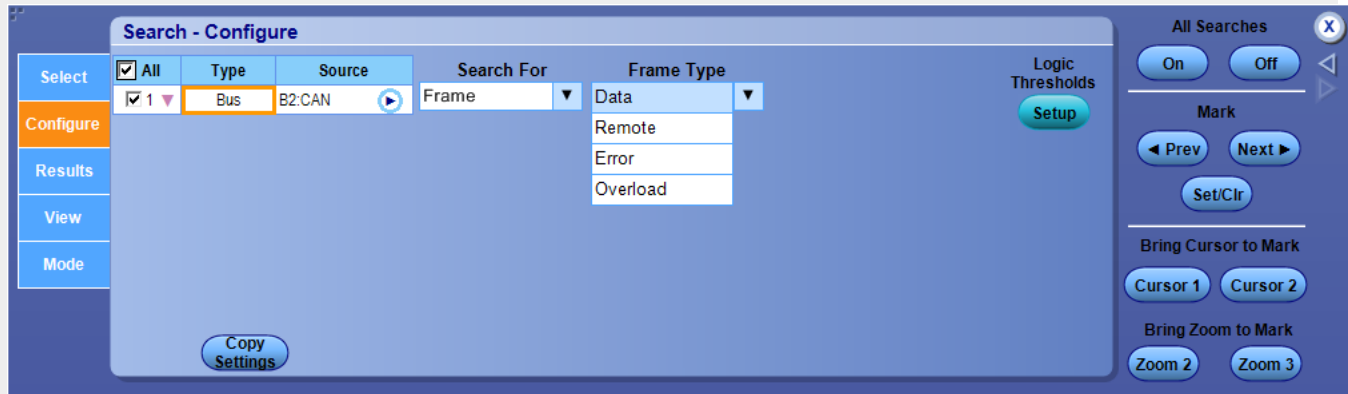 Search - Configure
Select
Configure
Results
View
Mode
All Type Source
1 Bus B2:CAN
Search For
Frame
Frame Type
Data
Remote
Error
Overload
Logic
Thresholds
Setup
Copy
Settings
All Searches
X
On Off
Mark
◄ Prev Next ►
Set/Clr
Bring Cursor to Mark
Cursor 1 Cursor 2
Bring Zoom to Mark
Zoom 2 Zoom 3